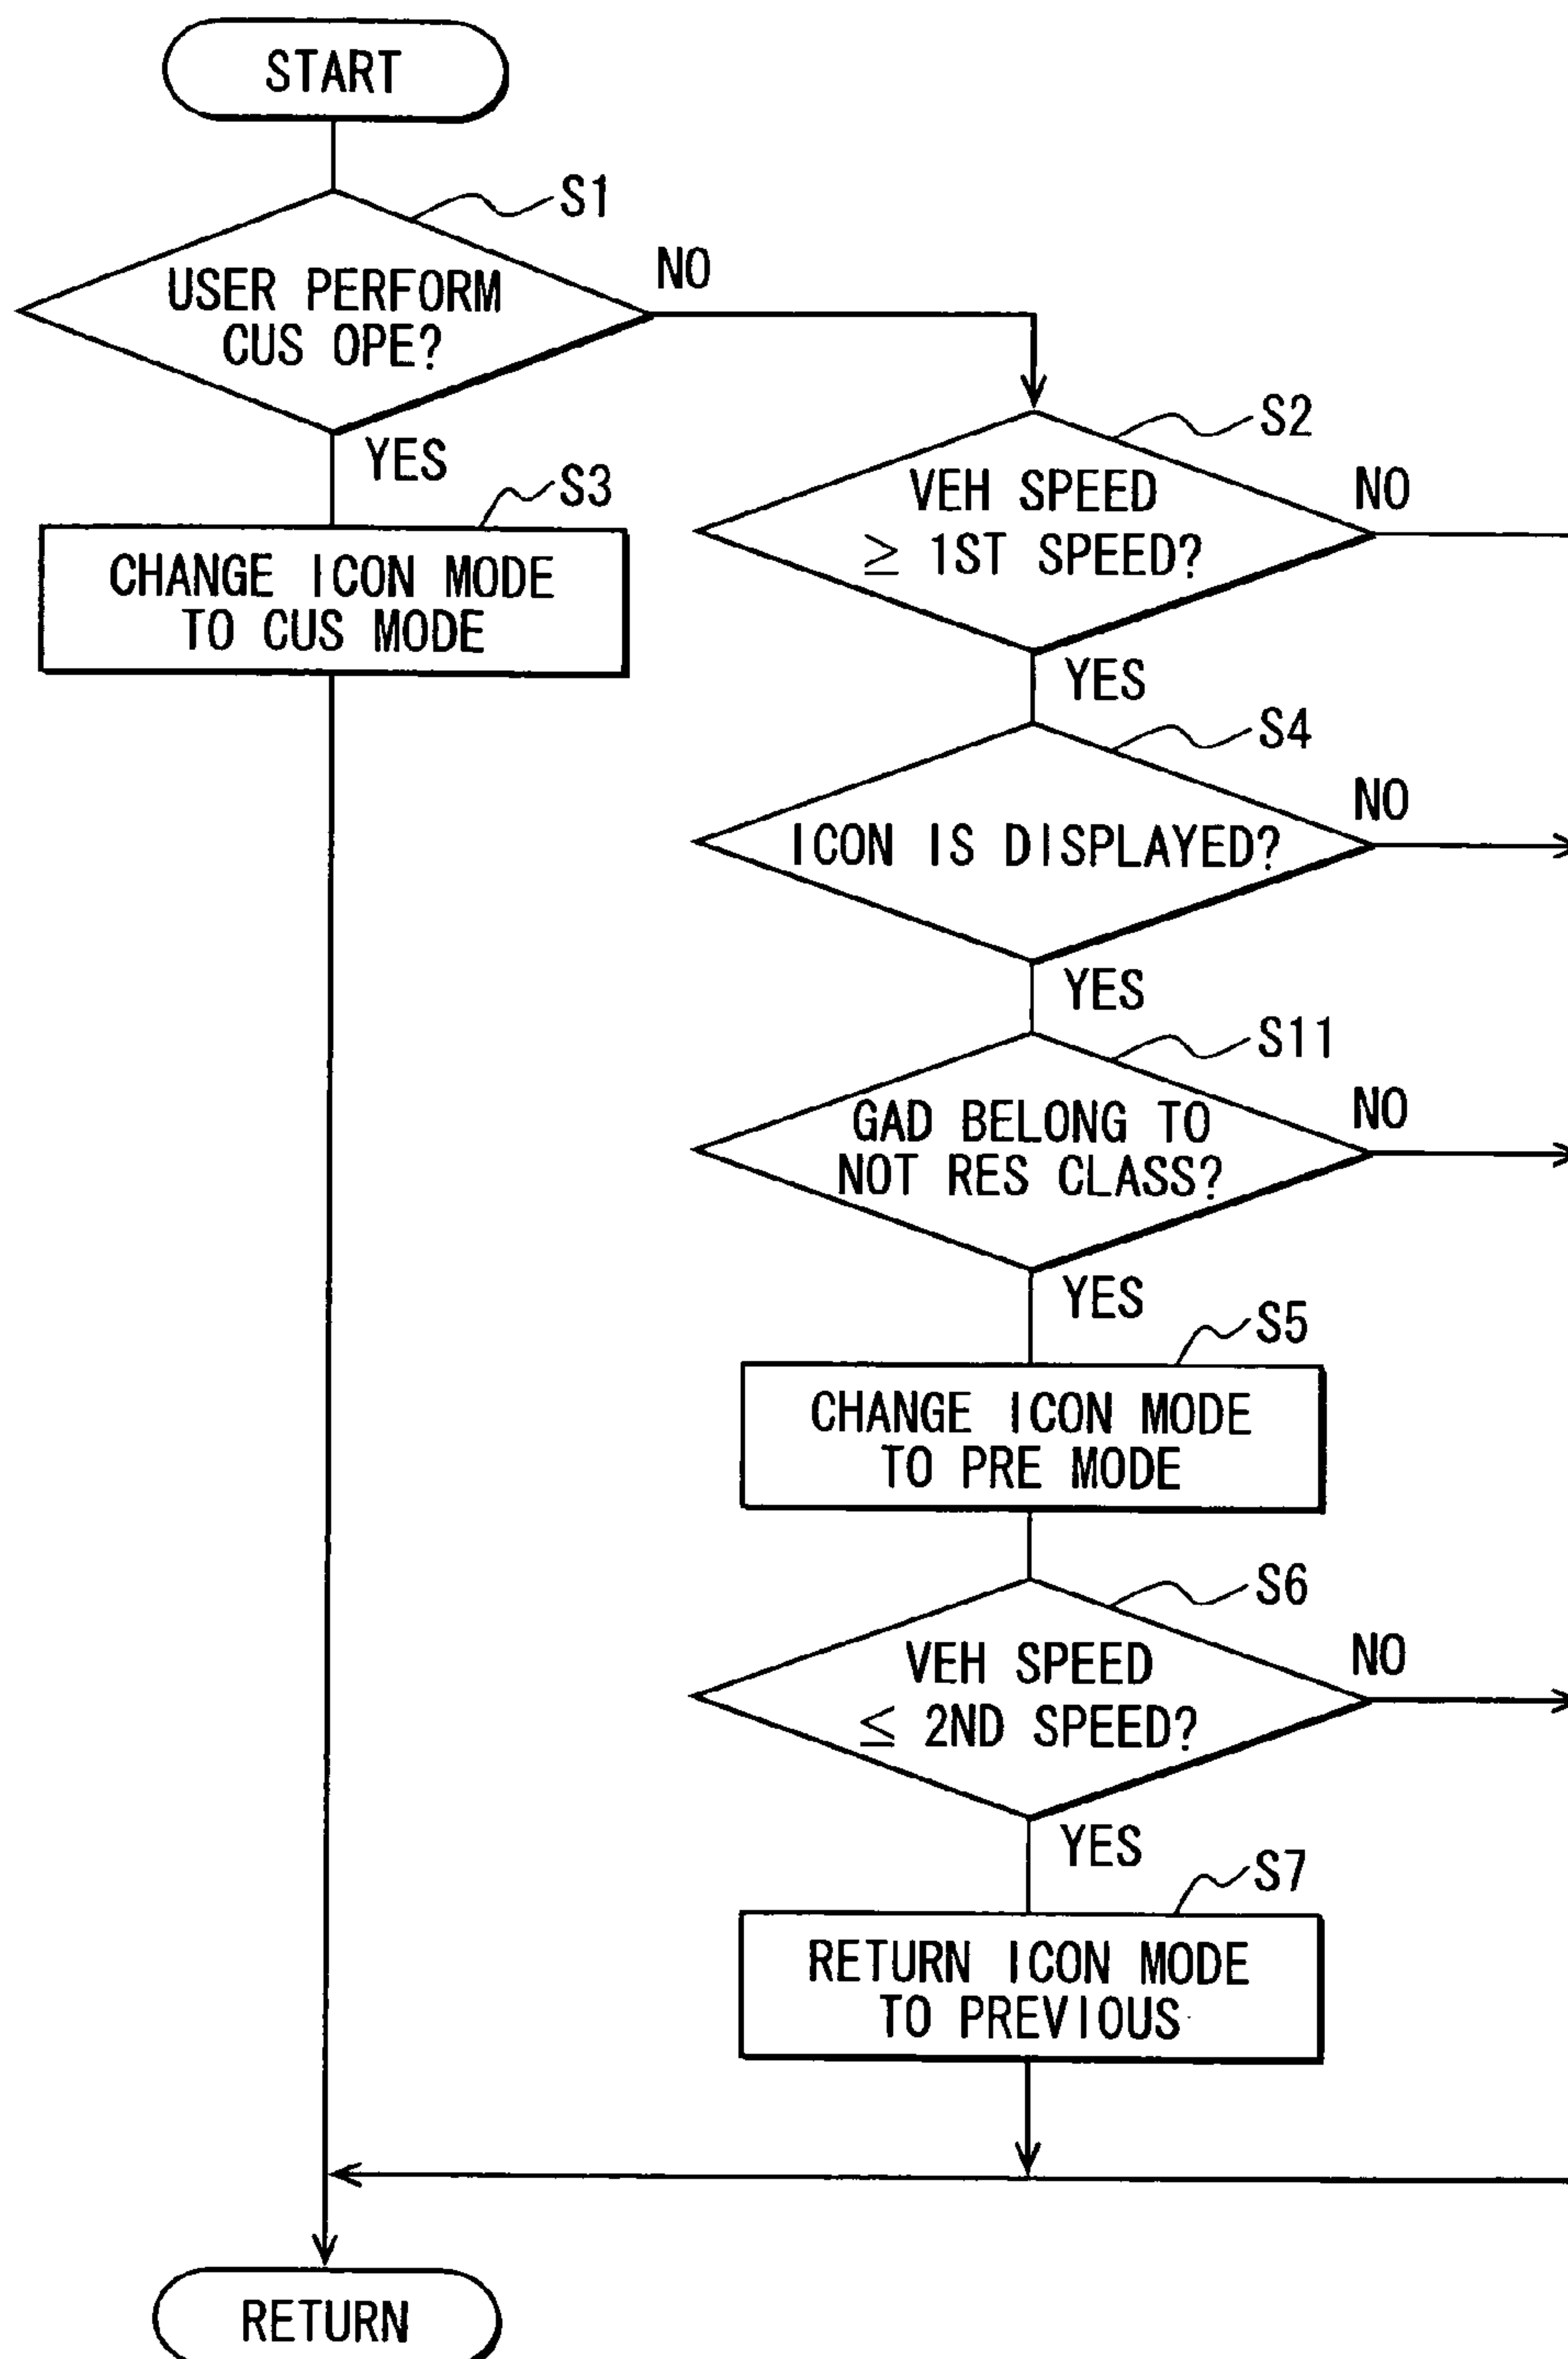 START
S1
USER PERFORM
CUS OPE?
NO
YES
S3
CHANGE ICON MODE
TO CUS MODE
S2
VEH SPEED
≧ 1ST SPEED?
NO
YES
S4
ICON IS DISPLAYED?
NO
YES
S11
GAD BELONG TO
NOT RES CLASS?
NO
YES
S5
CHANGE ICON MODE
TO PRE MODE
S6
VEH SPEED
≦ 2ND SPEED?
NO
YES
S7
RETURN ICON MODE
TO PREVIOUS
RETURN